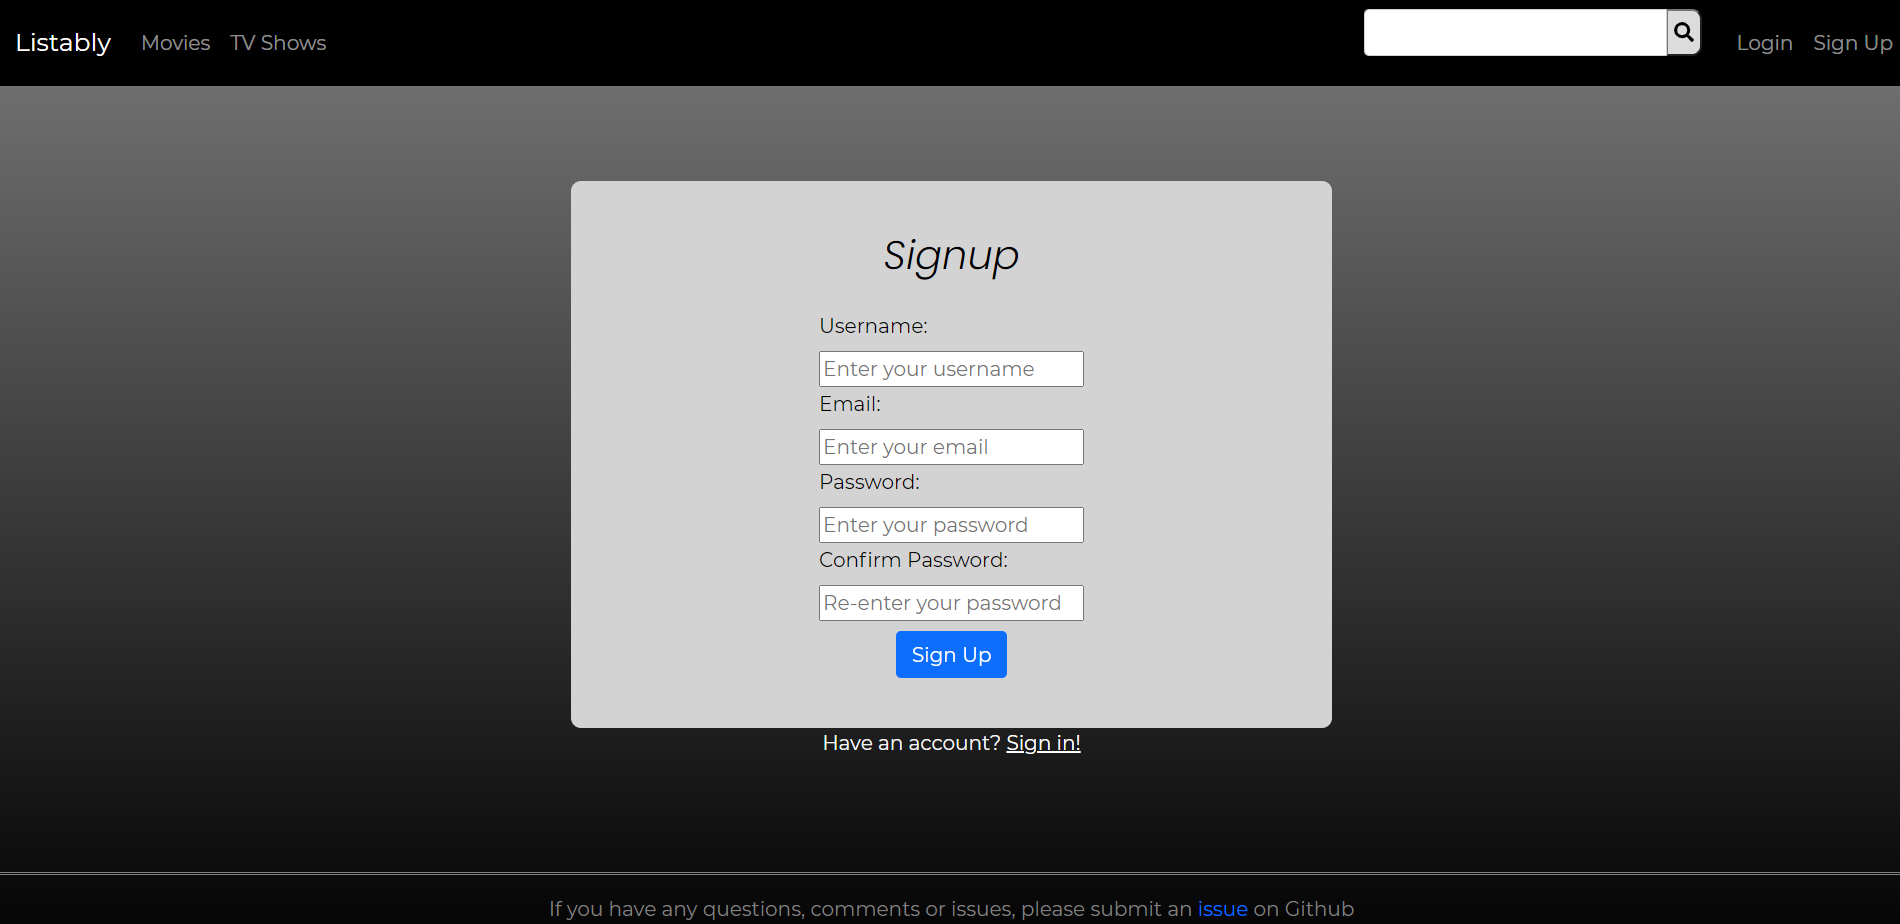 Listably Movies TV Shows Login Sign Up
Signup
Username:
Enter your username
Email:
Enter your email
Password:
Enter your password
Confirm Password:
Re-enter your password
Sign Up
Have an account? Sign in!
If you have any questions, comments or issues, please submit an issue on Github